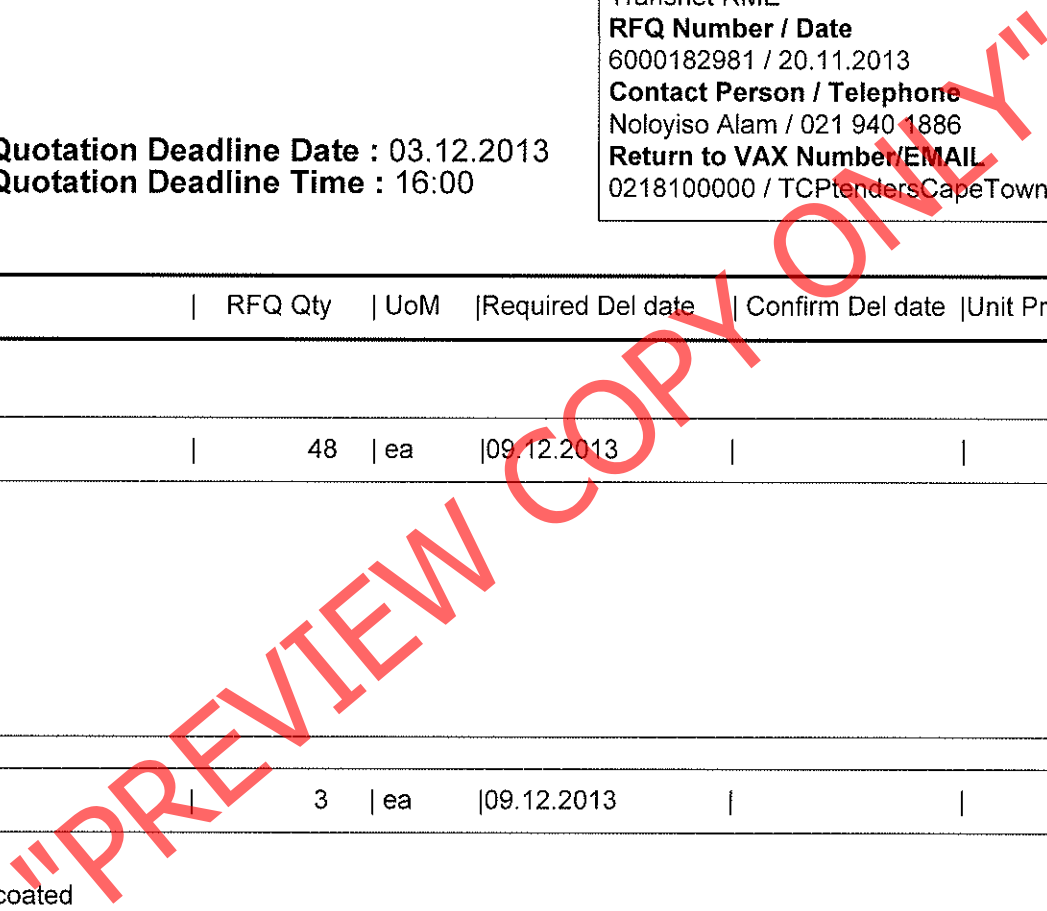 Transnet RME
RFQ Number / Date
6000182981 / 20.11.2013
Contact Person / Telephone
Noloyiso Alam / 021 940 1886
Return to VAX Number/EMAIL
0218100000 / TCPtendersCapeTown
Quotation Deadline Date : 03.12.2013
Quotation Deadline Time : 16:00
| RFQ Qty | UoM |Required Del date | Confirm Del date |Unit Pr
| 48 | ea |09.12.2013 | |
| 3 | ea |09.12.2013 | |
coated
"PREVIEW COPY ONLY"